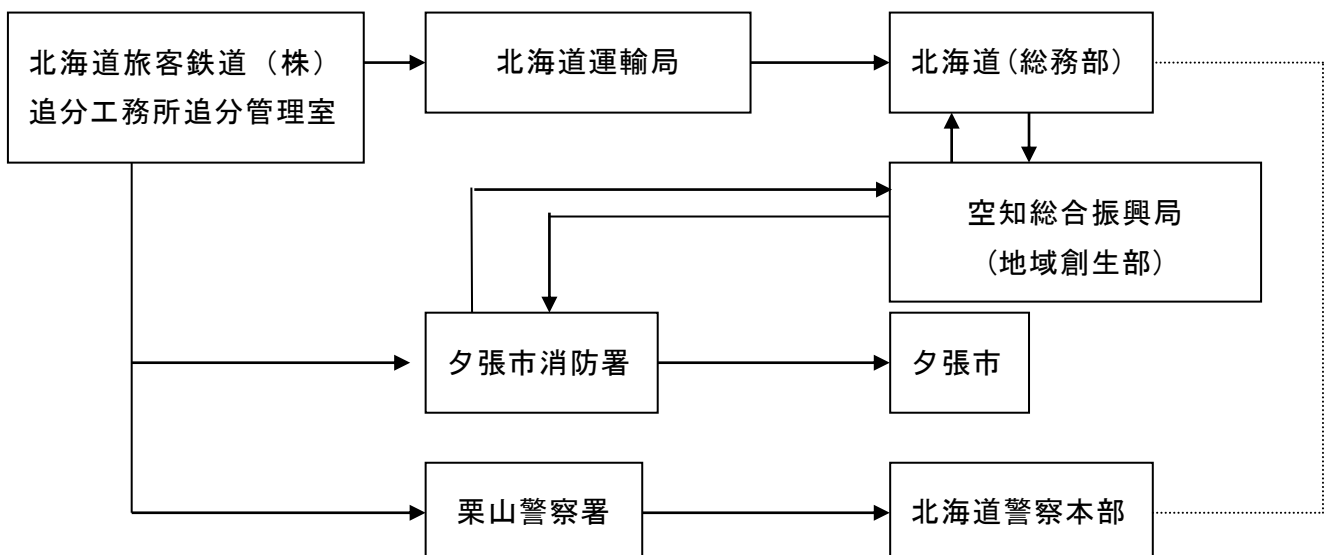 北海道旅客鉄道（株）
追分工務所追分管理室
北海道運輸局
北海道（総務部）
空知総合振興局
（地域創生部）
夕張市消防署
夕張市
栗山警察署
北海道警察本部